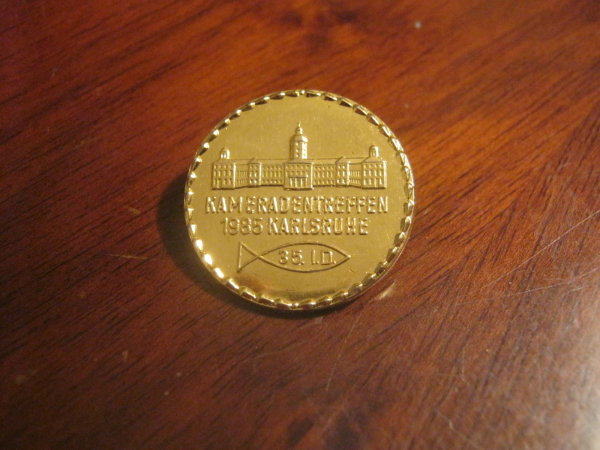 KAMERADENTREFFEN
1985 KARLSRUHE
35. I.D.